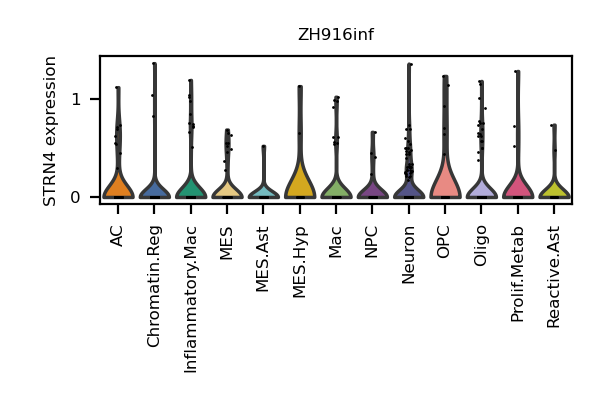 ZH916inf
STRN4 expression
1
0
AC
Chromatin.Reg
Inflammatory.Mac
MES
MES.Ast
MES.Hyp
Mac
NPC
Neuron
OPC
Oligo
Prolif.Metab
Reactive.Ast